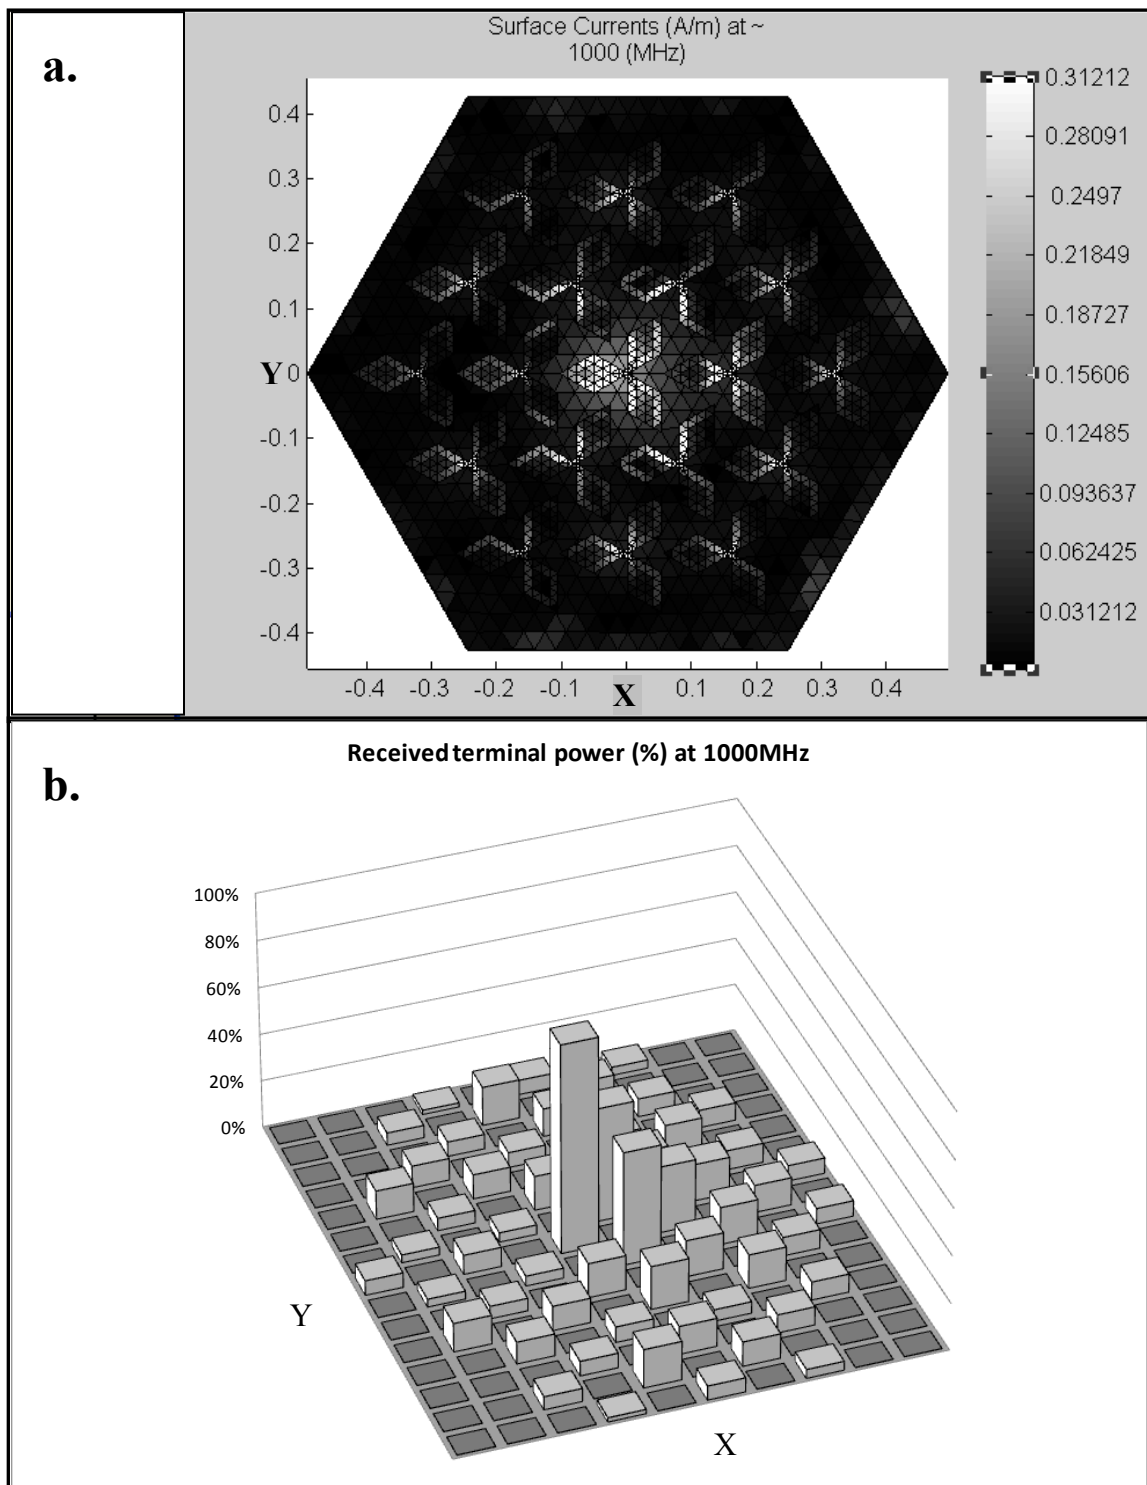 a.
Surface Currents (A/m) at ~
1000 (MHz)
0.4
0.3
0.2
0.1
Y 0
-0.1
-0.2
-0.3
-0.4
-0.4 -0.3 -0.2 -0.1 X 0.1 0.2 0.3 0.4
0.31212
0.28091
0.2497
0.21849
0.18727
0.15606
0.12485
0.093637
0.062425
0.031212
b.
Received terminal power (%) at 1000MHz
100%
80%
60%
40%
20%
0%
Y
X